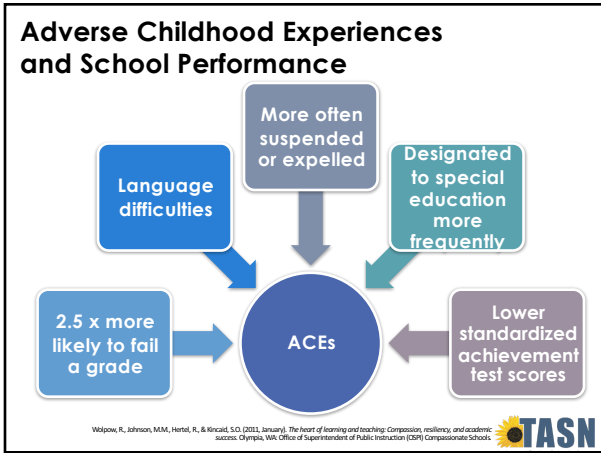 Adverse Childhood Experiences
and School Performance
More often
suspended
or expelled
Language
difficulties
Designated
to special
education
more
frequently
2.5 x more
likely to fail
a grade
ACEs
Lower
standardized
achievement
test scores
Wolpow, R., Johnson, M.M., Hertel, R., & Kincaid, S.O. (2011, January). The heart of learning and teaching: Compassion, resiliency, and academic
success. Olympia, WA: Office of Superintendent of Public Instruction (OSPI) Compassionate Schools.
TASN